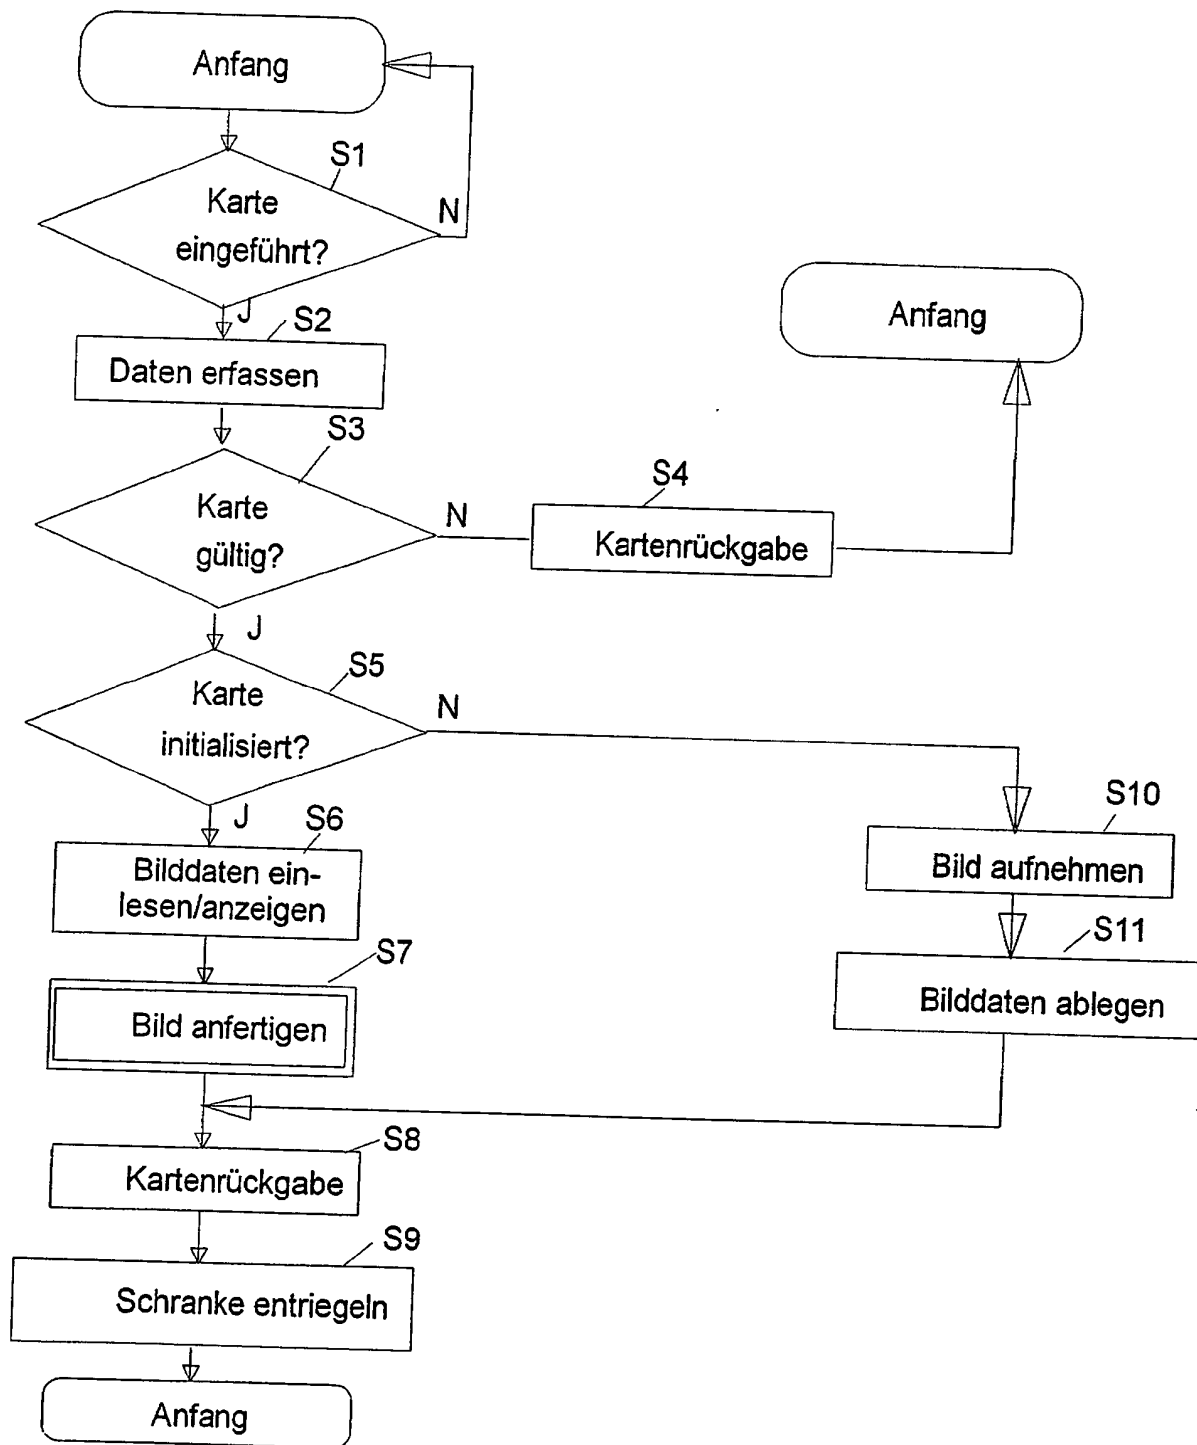 Anfang
S1
Karte
eingeführt?
N
J
S2
Daten erfassen
Anfang
S3
Karte
gültig?
N
S4
Kartenrückgabe
J
S5
Karte
initialisiert?
N
J
S6
Bilddaten ein-
lesen/anzeigen
S10
Bild aufnehmen
S7
Bild anfertigen
S11
Bilddaten ablegen
S8
Kartenrückgabe
S9
Schranke entriegeln
Anfang